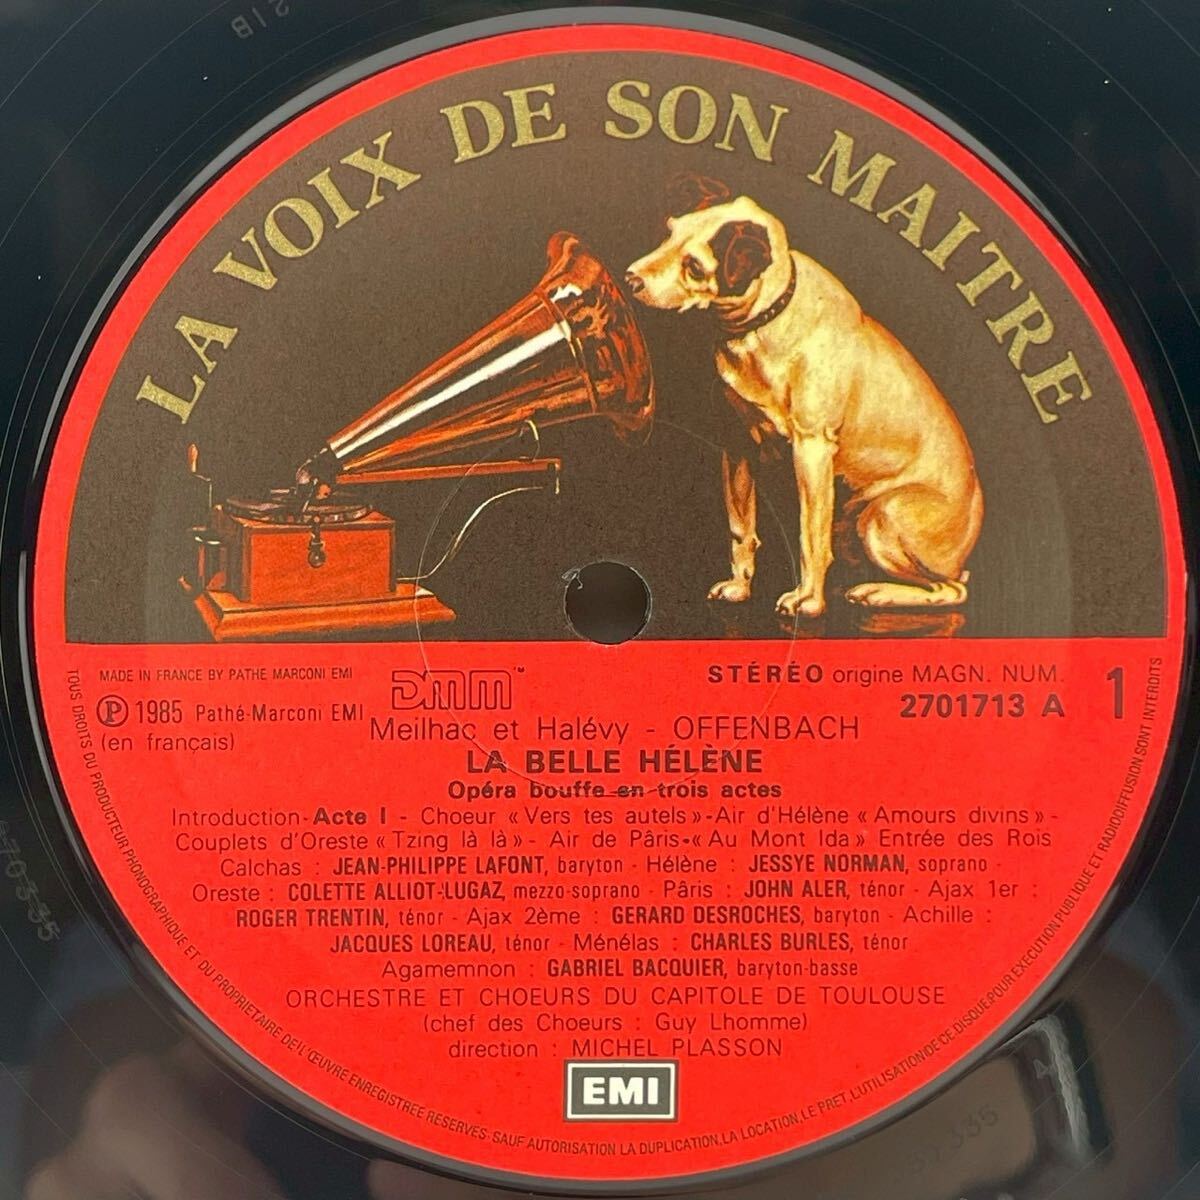 LA VOIX DE SON MAITRE
MADE IN FRANCE BY PATHE MARCONI EMI
DMM
STÉRÉO origine MAGN. NUM.
Ⓟ 1985 Pathé-Marconi EMI
2701713 A
1
(en français)
Meilhac et Halévy - OFFENBACH
LA BELLE HÉLÈNE
Opéra bouffe en trois actes
Introduction - Acte I - Choeur « Vers tes autels » - Air d'Hélène « Amours divins » -
Couplets d'Oreste « Tzing là là » - Air de Pâris - « Au Mont Ida » Entrée des Rois
Calchas : JEAN-PHILIPPE LAFONT, baryton - Hélène : JESSYE NORMAN, soprano -
Oreste : COLETTE ALLIOT-LUGAZ, mezzo-soprano - Pâris : JOHN ALER, ténor - Ajax 1er :
ROGER TRENTIN, ténor - Ajax 2ème : GERARD DESROCHES, baryton - Achille :
JACQUES LOREAU, ténor - Ménélas : CHARLES BURLES, ténor
Agamemnon : GABRIEL BACQUIER, baryton-basse
ORCHESTRE ET CHOEURS DU CAPITOLE DE TOULOUSE
(chef des Choeurs : Guy Lhomme)
direction : MICHEL PLASSON
EMI
TOUS DROITS DU PRODUCTEUR PHONOGRAPHIQUE ET DU PROPRIETAIRE DE L'ŒUVRE ENREGISTREE RESERVES. SAUF AUTORISATION LA DUPLICATION, LA LOCATION, LE PRET, L'UTILISATION DE CE DISQUE POUR EXECUTION PUBLIQUE ET RADIODIFFUSION SONT INTERDITS
21B